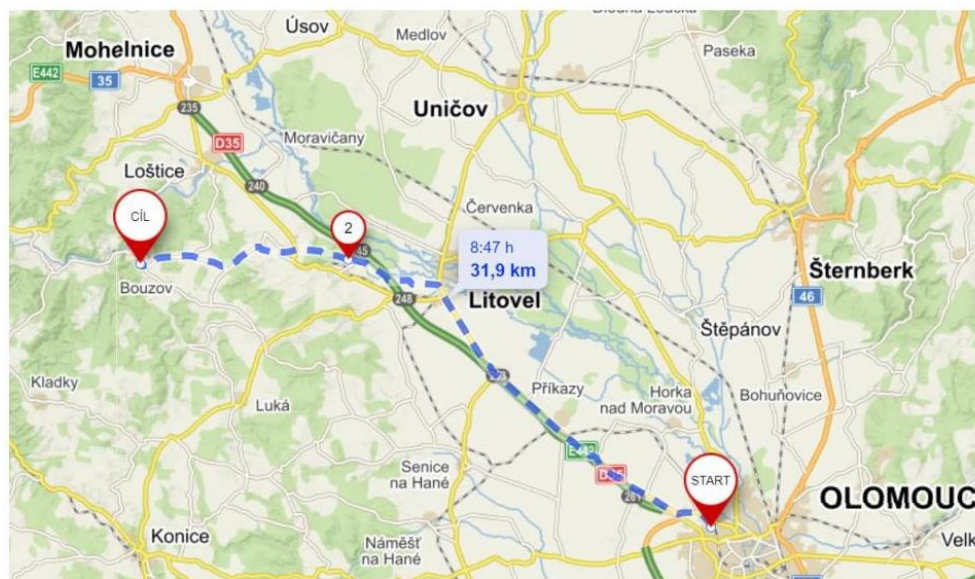 Úsov
Medlov
Paseka
Mohelnice
E442
35
235
Uničov
Moravičany
D35
Loštice
240
Červenka
CÍL
2
45
8:47 h
31,9 km
Šternberk
Bouzov
248
Litovel
46
Štěpánov
Kladky
Příkazy
Horka
nad Moravou
Bohuňovice
Luká
E442
Senice
na Hané
D35
START
261
OLOMOUC
Konice
Náměšť
na Hané
Velk